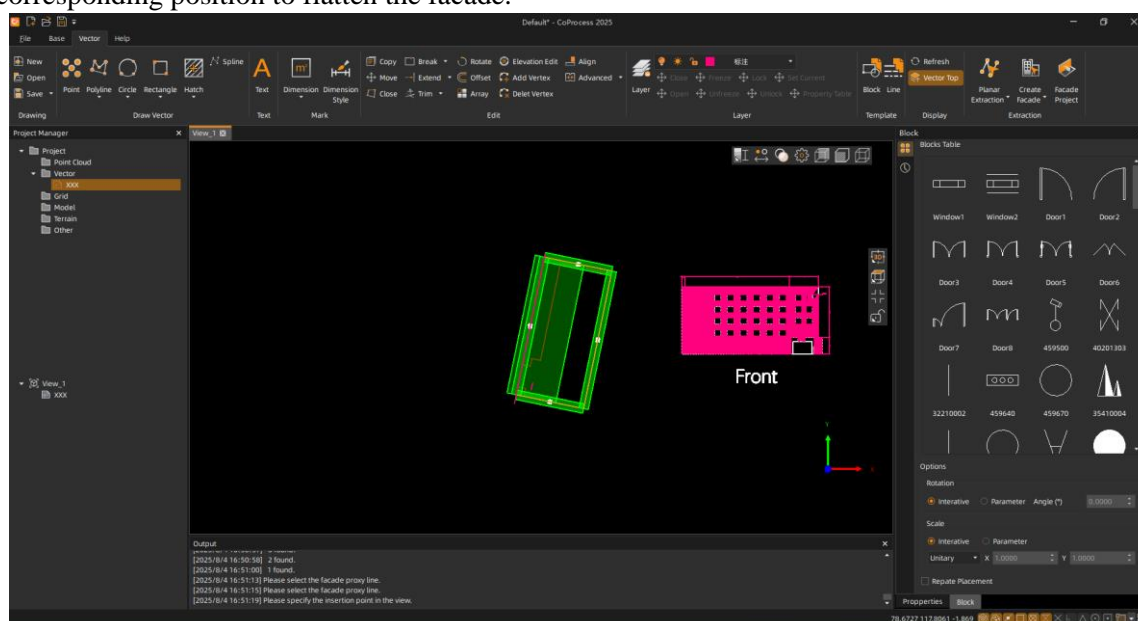 corresponding position to flatten the facade.
Default* - CoProcess 2025
File Base Vector Help
New
Open
Save
Point Polyline Circle Rectangle Hatch
Spline
Text
Dimension Dimension Style
Copy Break Rotate Elevation Edit Align
Move Extend Offset Add Vertex Advanced
Close Trim Array Delet Vertex
Layer
标注
Close Freeze Lock Set Current
Open Unfreeze Unlock Property Table
Block Line
Refresh
Vector Top
Planar Extraction
Create Facade
Facade Project
Drawing Draw Vector Text Mark Edit Layer Template Display Extraction
Project Manager
Project
Point Cloud
Vector
XXX
Grid
Model
Terrain
Other
View_1
XXX
View_1
Front
Y
X
Output
[2025/8/4 16:50:58] 2 found.
[2025/8/4 16:51:00] 1 found.
[2025/8/4 16:51:13] Please select the facade proxy line.
[2025/8/4 16:51:15] Please select the facade proxy line.
[2025/8/4 16:51:19] Please specify the insertion point in the view.
Block
Blocks Table
Window1 Window2 Door1 Door2
Door3 Door4 Door5 Door6
Door7 Door8 459500 40201303
32210002 459640 459670 35410004
Options
Rotation
Interative Parameter Angle (°) 0.0000
Scale
Interative Parameter
Unitary X 1.0000 Y 1.0000
Repate Placement
Propperties Block
78.6727 117.8061 -1.869